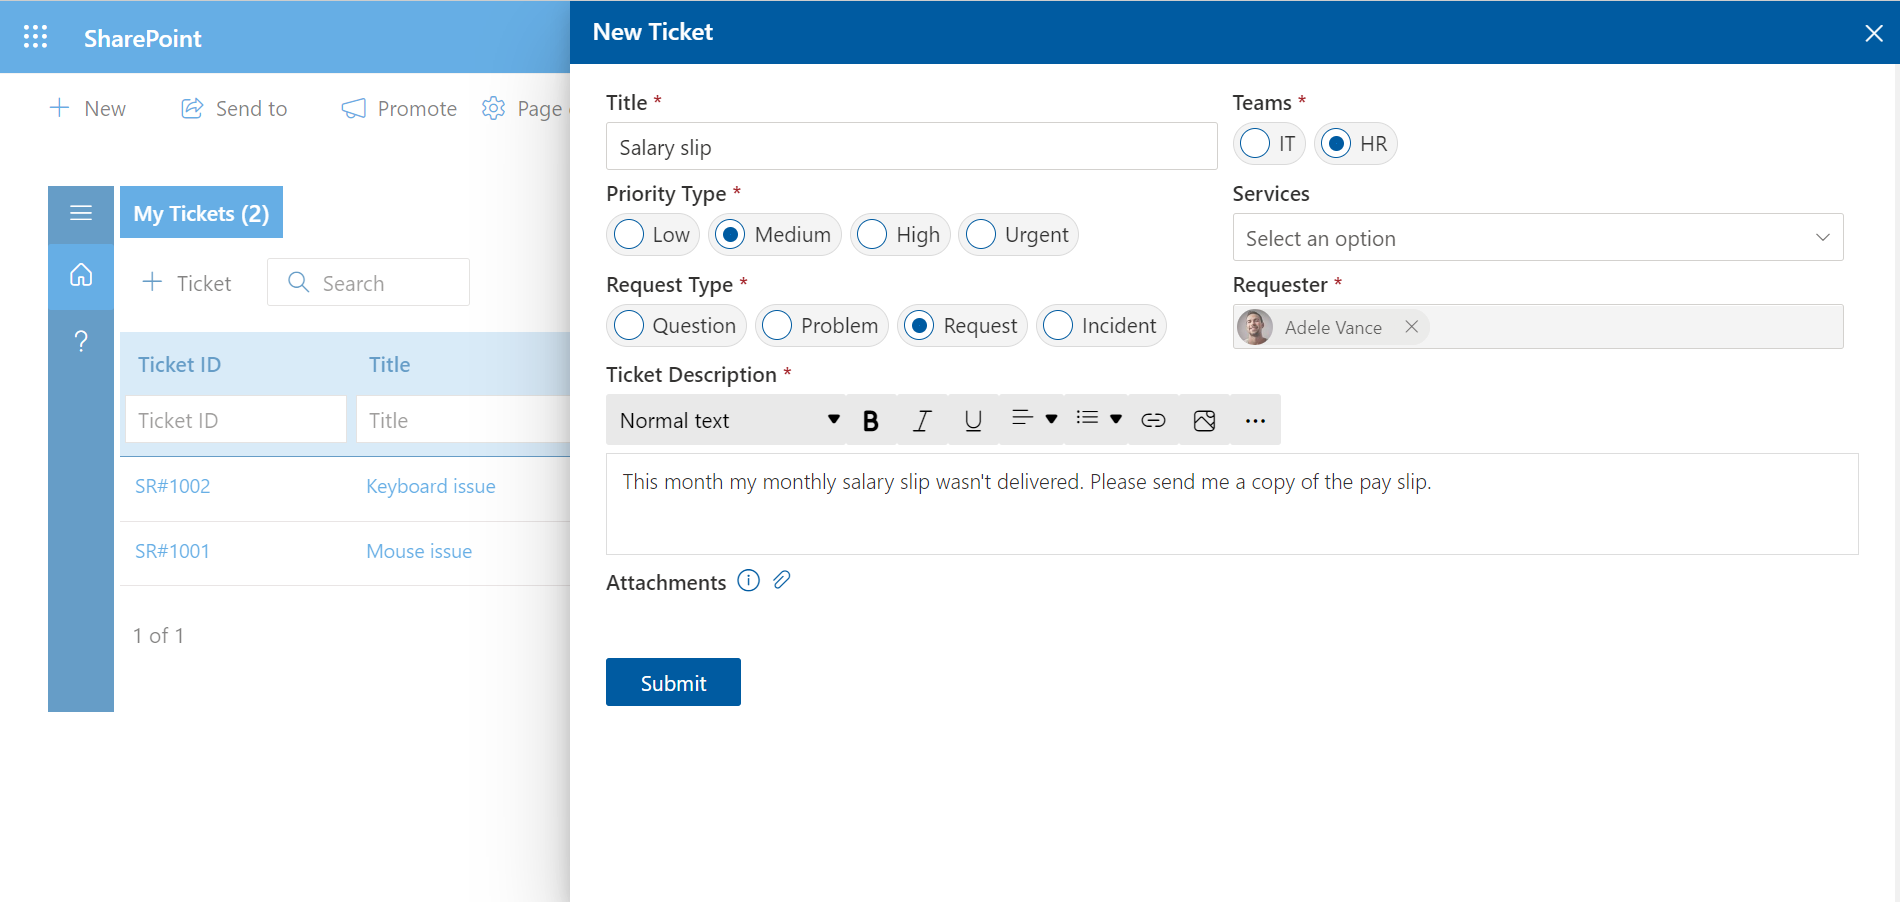 SharePoint
New Send to Promote Page
My Tickets (2)
Ticket Search
Ticket ID Title
Ticket ID Title
SR#1002 Keyboard issue
SR#1001 Mouse issue
1 of 1
?
New Ticket
Title * Teams *
Salary slip IT HR
Priority Type * Services
Low Medium High Urgent Select an option
Request Type * Requester *
Question Problem Request Incident Adele Vance
Ticket Description *
Normal text B I U
This month my monthly salary slip wasn't delivered. Please send me a copy of the pay slip.
Attachments
Submit